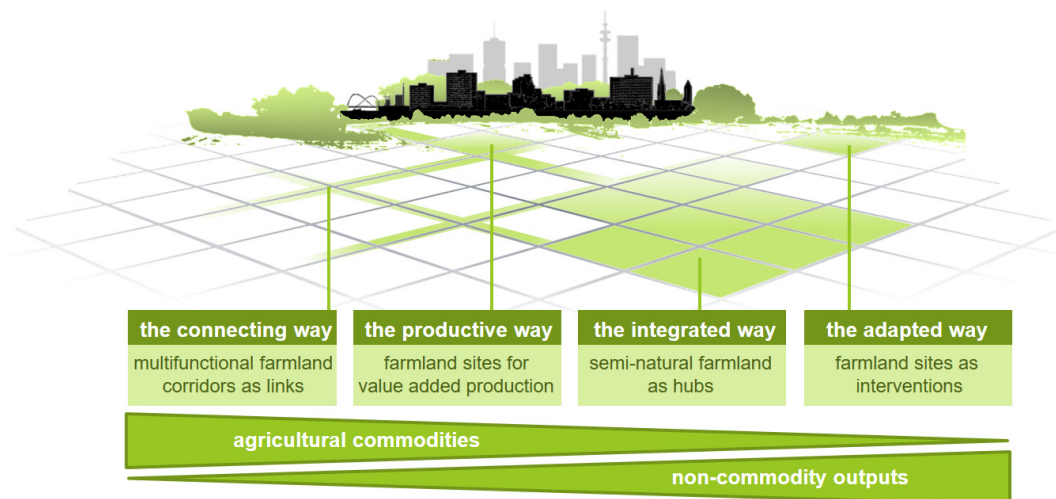 the connecting way
multifunctional farmland
corridors as links
the productive way
farmland sites for
value added production
the integrated way
semi-natural farmland
as hubs
the adapted way
farmland sites as
interventions
agricultural commodities
non-commodity outputs